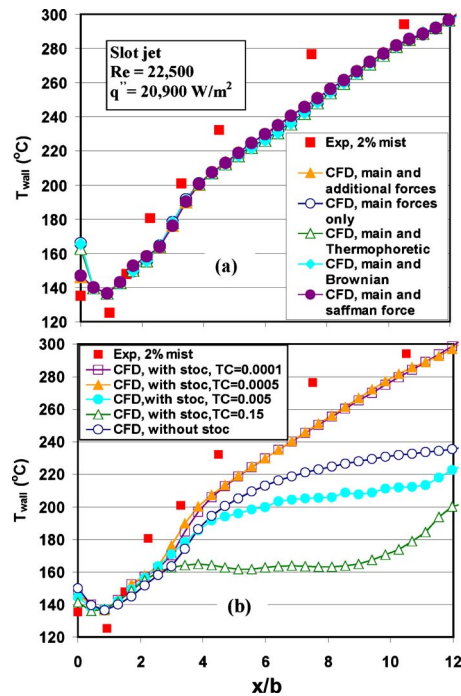 300
280
260
240
220
200
180
160
140
120
T wall (°C)
Slot jet
Re = 22,500
q''= 20,900 W/m2
Exp, 2% mist
CFD, main and
additional forces
CFD, main forces
only
CFD, main and
Thermophoretic
CFD, main and
Brownian
CFD, main and
saffman force
(a)
300
280
260
240
220
200
180
160
140
120
T wall (°C)
Exp, 2% mist
CFD, with stoc, TC=0.0001
CFD, with stoc, TC=0.0005
CFD,with stoc, TC=0.005
CFD, with stoc,TC=0.15
CFD, without stoc
(b)
0 2 4 6 8 10 12
x/b